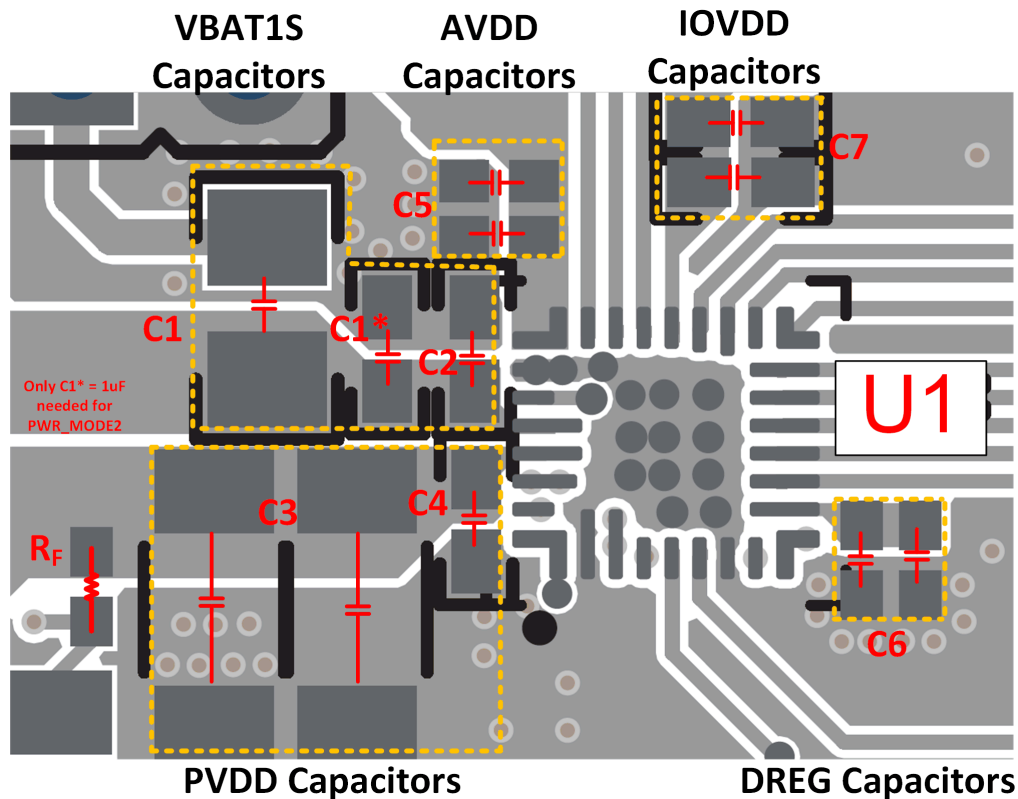 VBAT1S
Capacitors
AVDD
Capacitors
IOVDD
Capacitors
C7
C5
C1
C1*
C2
Only C1* = 1uF
needed for
PWR_MODE2
U1
C3
C4
RF
C6
PVDD Capacitors
DREG Capacitors